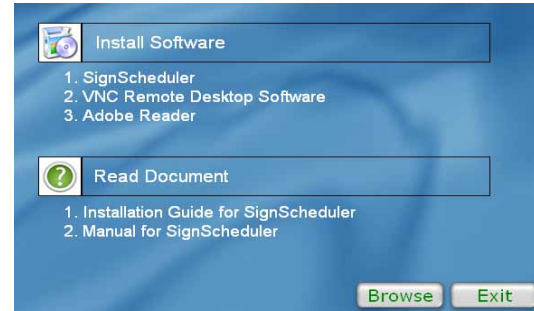 Install Software
1. SignScheduler
2. VNC Remote Desktop Software
3. Adobe Reader
Read Document
1. Installation Guide for SignScheduler
2. Manual for SignScheduler
Browse
Exit